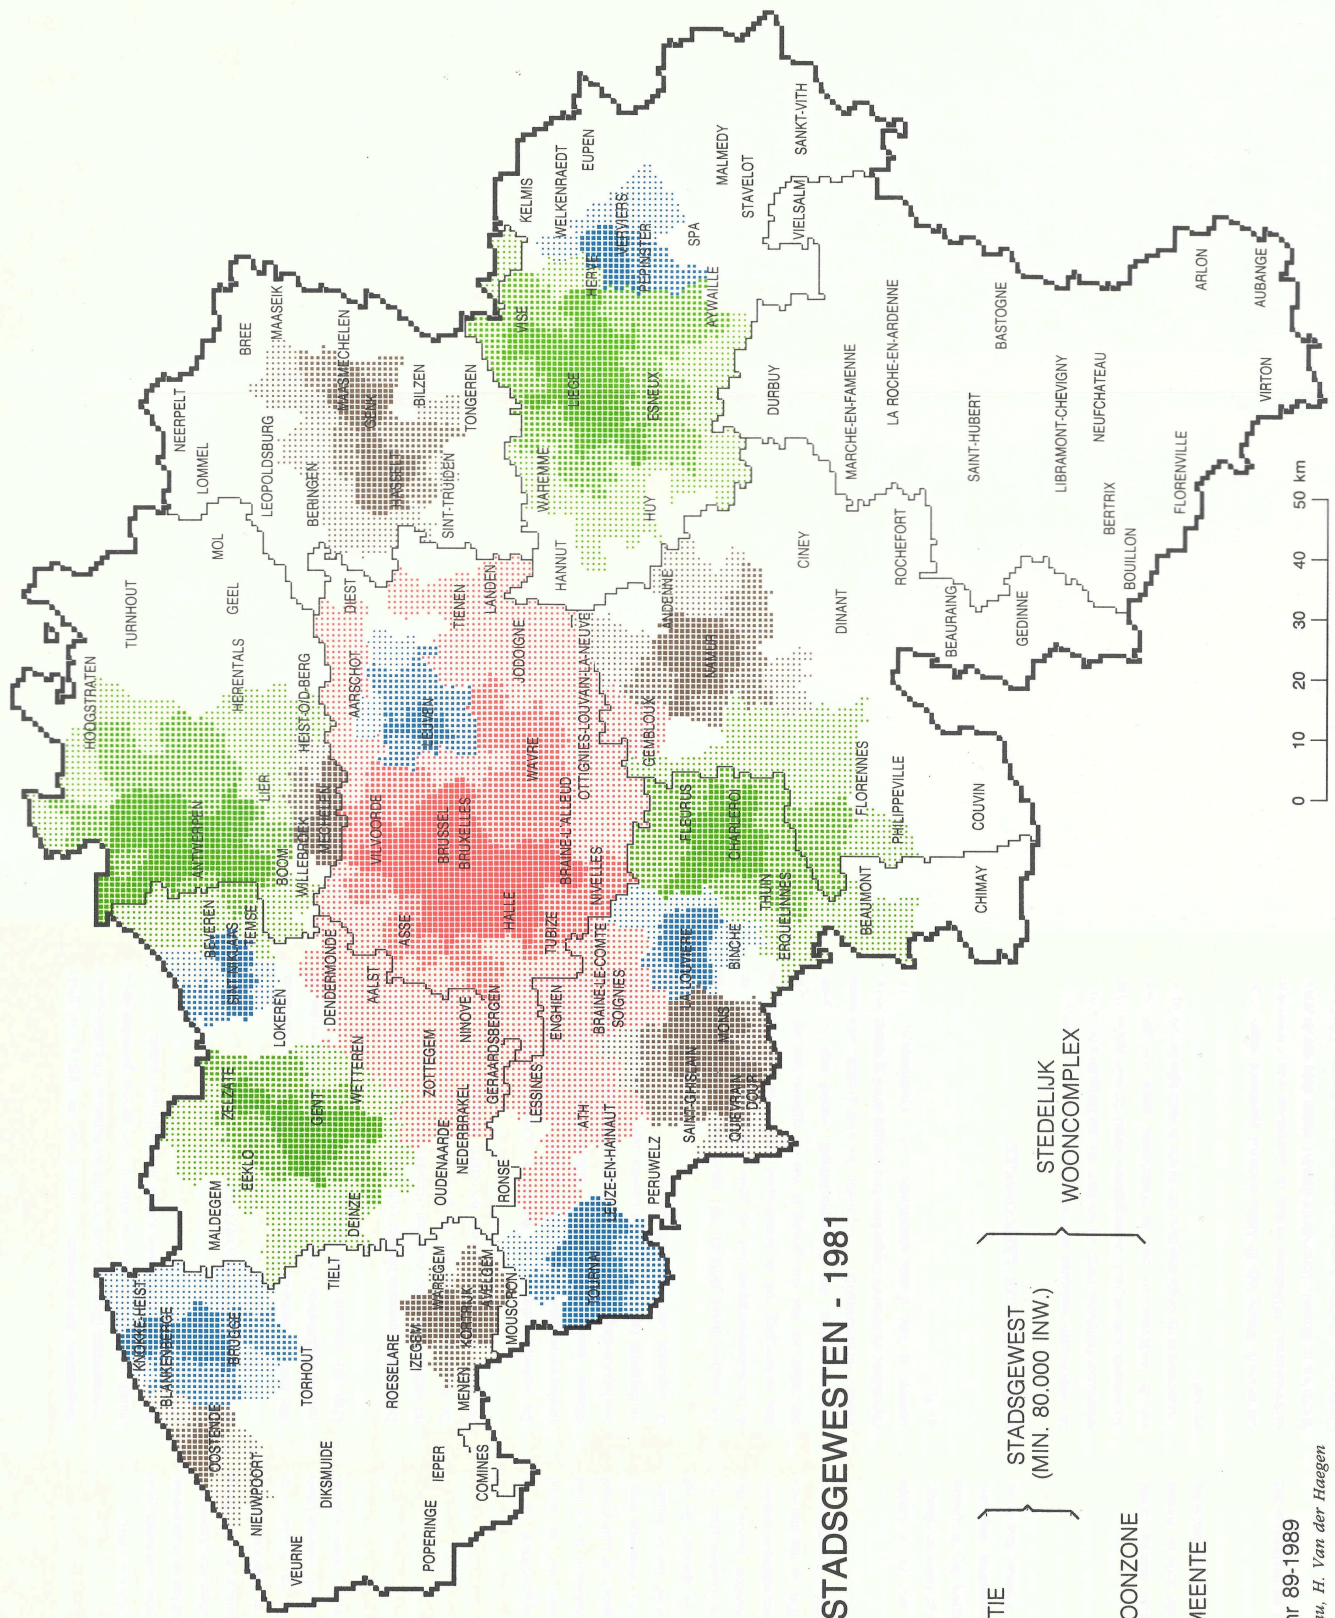 KNOKKE-HEIST
BLANKENBERGE
BRUGGE
OOSTENDE
NIEUWPOORT
VEURNE
DIKSMUIDE
TORHOUT
TIELT
ROESELARE
IZEGEM
WAREGEM
KORTRIJK
AVELGEM
MENEN
MOUSCRON
IEPER
COMINES
POPERINGE
MALDEGEM
EEKLO
ZELZATE
GENT
DEINZE
WETTEREN
LOKEREN
SINT-NIKLAAS
BEVEREN
TEMSE
DENDERMONDE
AALST
ZOTTEGEM
NINOVE
GERAARDSBERGEN
OUDENAARDE
NEDERBRAKEL
RONSE
HOOGSTRATEN
TURNHOUT
ANTWERPEN
LIER
HERENTALS
GEEL
MOL
BOOM
WILLEBROEK
MECHELEN
HEIST-O/D-BERG
NEERPELT
LOMMEL
LEOPOLDSBURG
BERINGEN
BREE
MAASEIK
MAASMECHELEN
GENK
HASSELT
BILZEN
TONGEREN
SINT-TRUIDEN
DIEST
AARSCHOT
LEUVEN
TIENEN
LANDEN
VILVOORDE
BRUSSEL
BRUXELLES
ASSE
HALLE
TUBIZE
BRAINE-L'ALLEUD
NIVELLES
WAVRE
OTTIGNIES-LOUVAIN-LA-NEUVE
JODOIGNE
LESSINES
ENGHIEN
BRAINE-LE-COMTE
SOIGNIES
ATH
LEUZE-EN-HAINAUT
TOURNAI
PERUWELZ
SAINT-GHISLAIN
MONS
QUIEVRAIN
DOUR
LA LOUVIERE
BINCHE
FLEURUS
CHARLEROI
THUIN
ERQUELINNES
BEAUMONT
CHIMAY
COUVIN
PHILIPPEVILLE
FLORENNES
GEMBLOUX
NAMUR
ANDENNE
CINEY
DINANT
ROCHEFORT
BEAURAING
GEDINNE
HANNUT
WAREMME
HUY
LIEGE
VISE
ESNEUX
AYWAILLE
HERVE
VERVIERS
PEPINSTER
SPA
KELMIS
WELKENRAEDT
EUPEN
MALMEDY
STAVELOT
SANKT-VITH
VIELSALM
DURBUY
MARCHE-EN-FAMENNE
LA ROCHE-EN-ARDENNE
BASTOGNE
SAINT-HUBERT
LIBRAMONT-CHEVIGNY
NEUFCHATEAU
BERTRIX
BOUILLON
FLORENVILLE
VIRTON
ARLON
AUBANGE
0 10 20 30 40 50 km
STADSGEWESTEN - 1981
TIE
STADSGEWEST
(MIN. 80.000 INW.)
STEDELIJK
WOONCOMPLEX
OONZONE
MEENTE
nr 89-1989
au, H. Van der Haegen